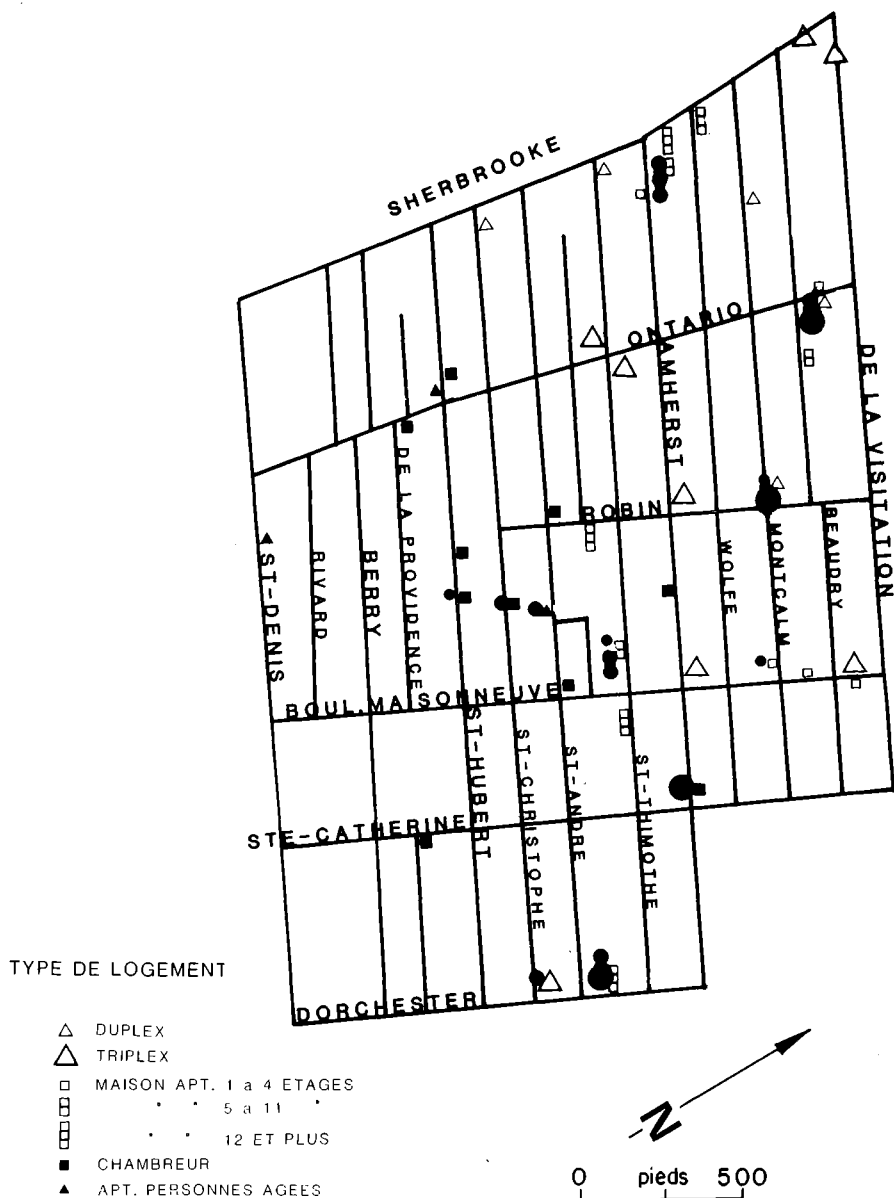 SHERBROOKE
ONTARIO
AMHERST
DE LA VISITATION
DE LA PROVIDENCE
ROBIN
ST-DENIS
RIVARD
BERRY
WOLFE
MONTCALM
BEAUDRY
BOUL. MAISONNEUVE
ST-HUBERT
ST-CHRISTOPHE
ST-ANDRE
ST-THIMOTHE
STE-CATHERINE
DORCHESTER
TYPE DE LOGEMENT
DUPLEX
TRIPLEX
MAISON APT. 1 a 4 ETAGES
" " 5 a 11 "
" " 12 ET PLUS
CHAMBREUR
APT. PERSONNES AGEES
N
0 pieds 500